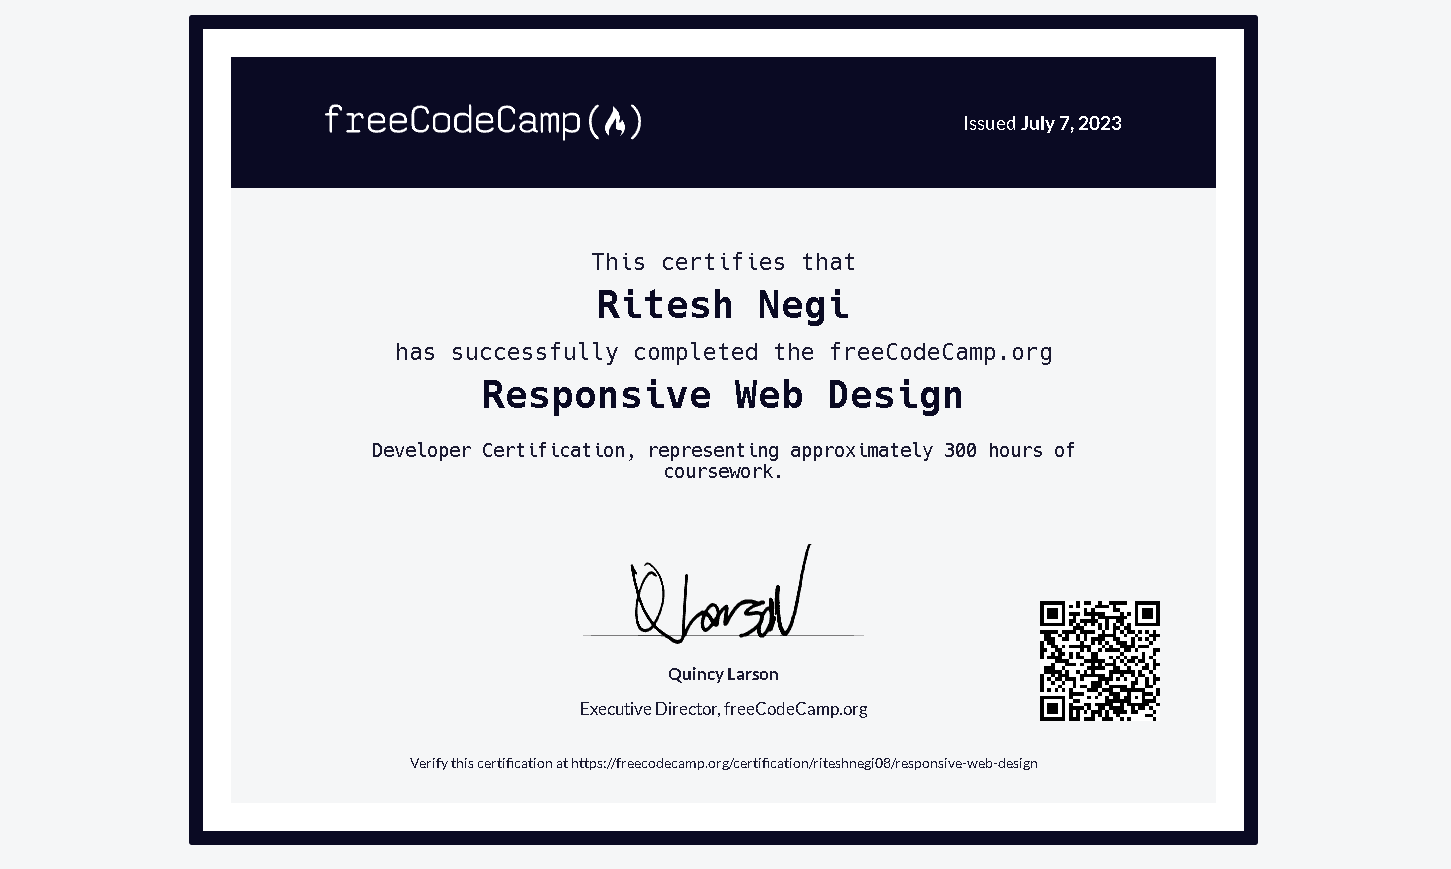 freeCodeCamp
Issued July 7, 2023
This certifies that
Ritesh Negi
has successfully completed the freeCodeCamp.org
Responsive Web Design
Developer Certification, representing approximately 300 hours of
coursework.
Q Larson
Quincy Larson
Executive Director, freeCodeCamp.org
Verify this certification at https://freecodecamp.org/certification/riteshnegi08/responsive-web-design